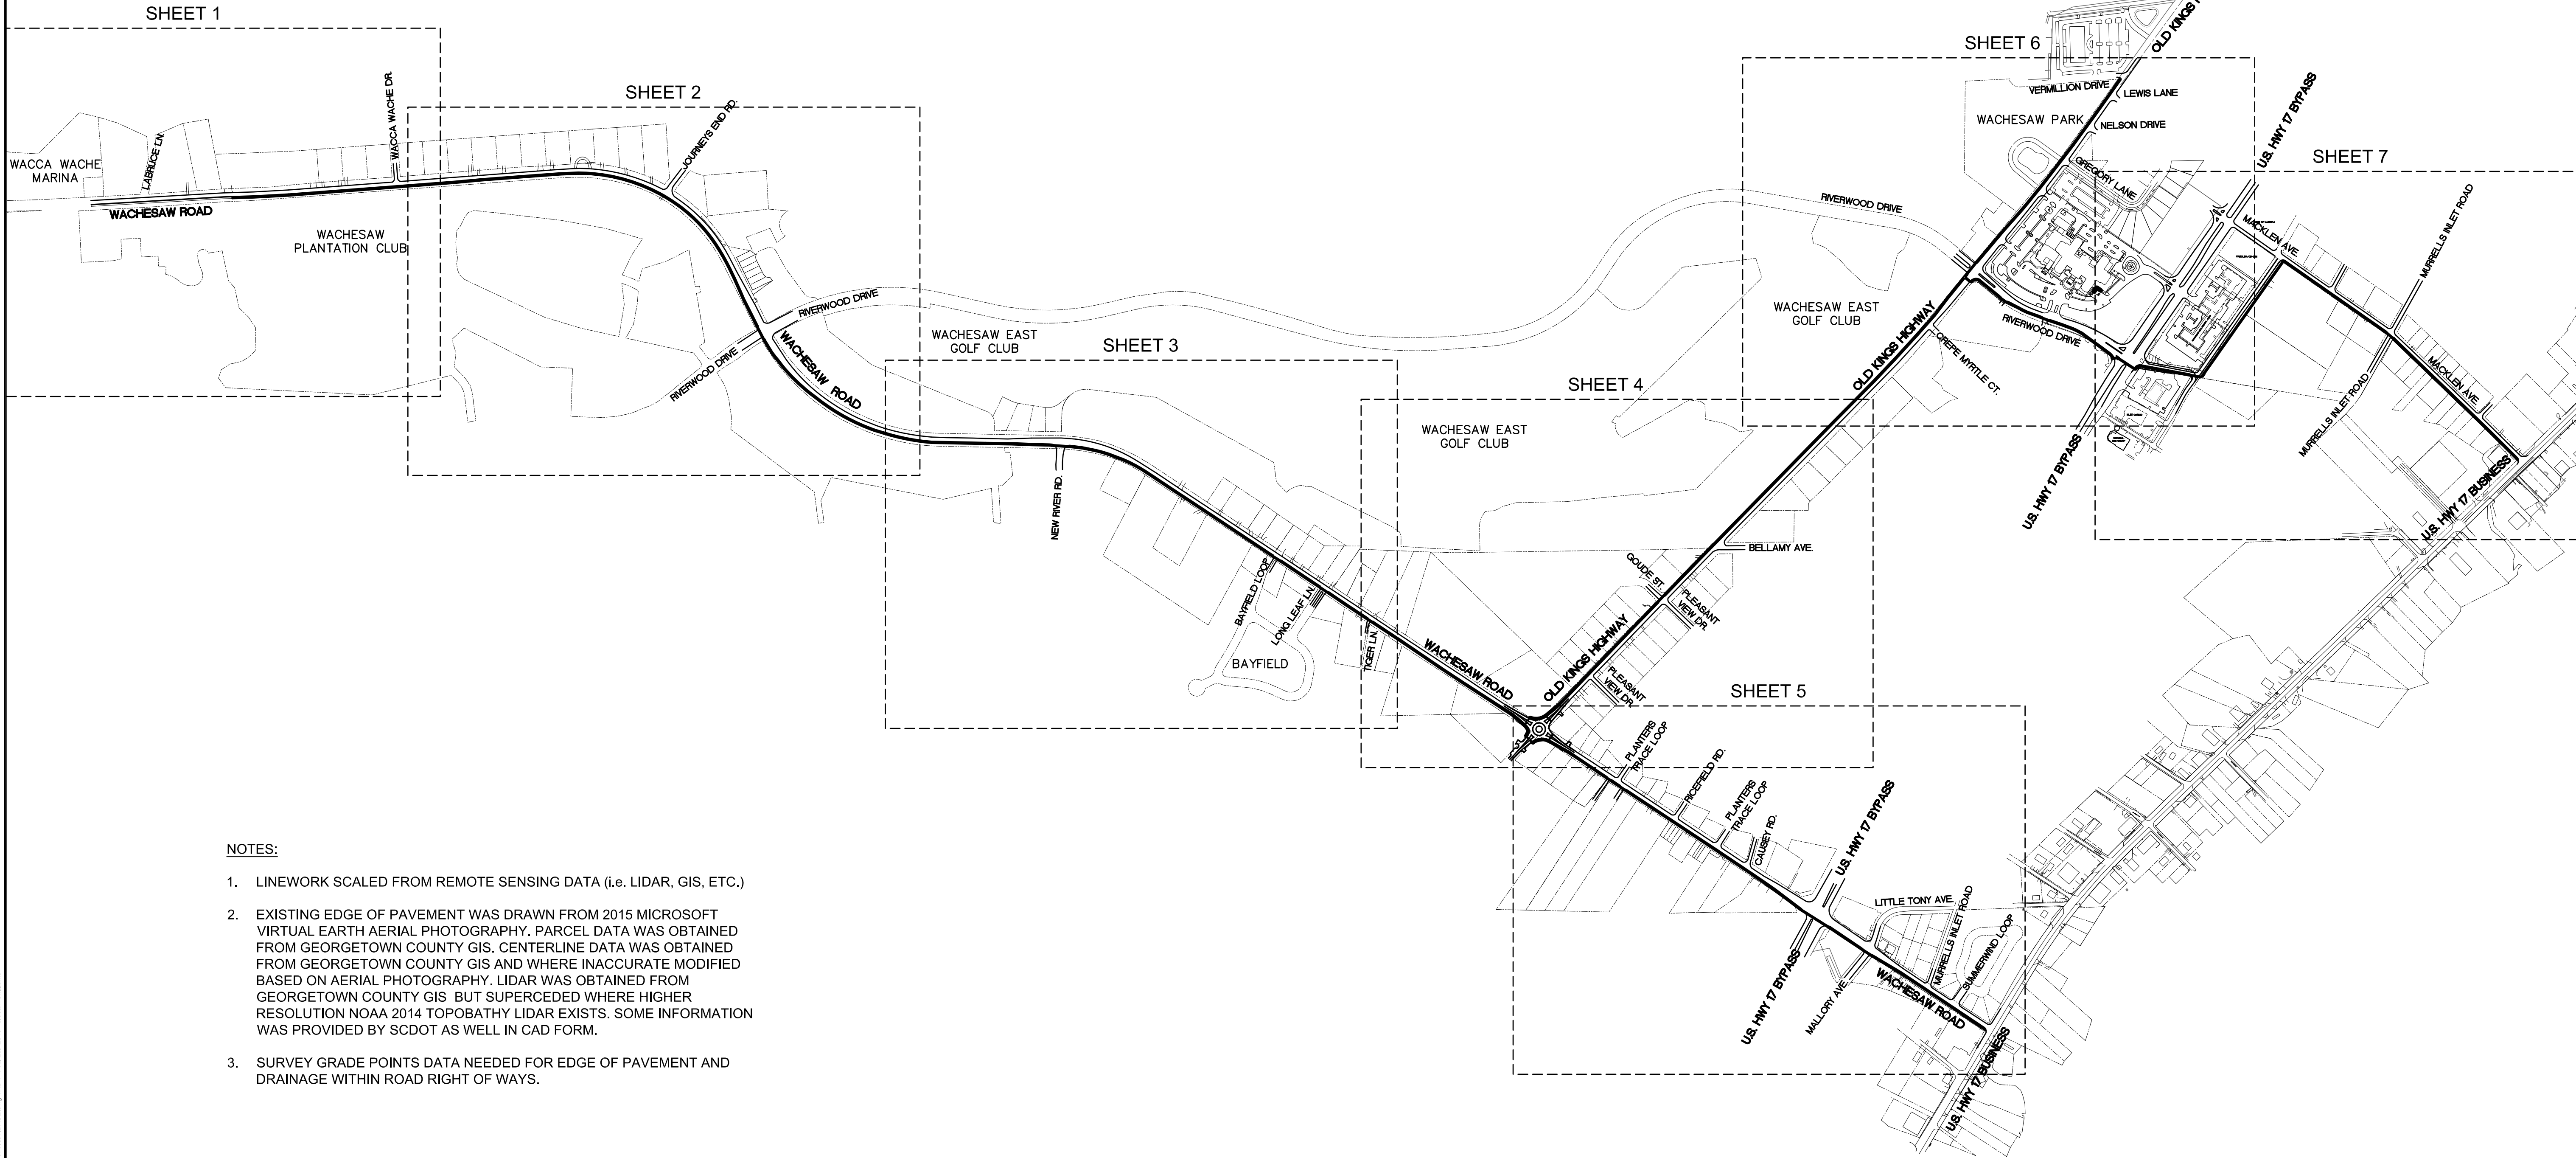 SHEET 1
WACCA WACHE
MARINA
LABRUCE LN.
WACHESAW ROAD
WACCA WACHE DR.
WACHESAW
PLANTATION CLUB
SHEET 2
JOURNEYS END RD.
RIVERWOOD DRIVE
RIVERWOOD DRIVE
WACHESAW ROAD
WACHESAW EAST
GOLF CLUB
SHEET 3
NEW RIVER RD.
BAYFIELD LOOP
LONG LEAF LN.
BAYFIELD
TIGER LN.
SHEET 4
WACHESAW EAST
GOLF CLUB
WACHESAW ROAD
OLD KINGS HIGHWAY
GOUDE ST.
PLEASANT
VIEW DR.
PLEASANT
VIEW DR.
BELLAMY AVE.
SHEET 5
PLANTERS
TRACE LOOP
RICEFIELD RD.
PLANTERS
TRACE LOOP
CAUSEY RD.
U.S. HWY 17 BYPASS
U.S. HWY 17 BYPASS
LITTLE TONY AVE.
MURRELLS INLET ROAD
SUMMERWIND LOOP
MALLORY AVE.
WACHESAW ROAD
U.S. HWY 17 BUSINESS
SHEET 6
OLD KINGS
VERMILLION DRIVE
LEWIS LANE
WACHESAW PARK
NELSON DRIVE
GREGORY LANE
RIVERWOOD DRIVE
WACHESAW EAST
GOLF CLUB
OLD KINGS HIGHWAY
CREPE MYRTLE CT.
RIVERWOOD DRIVE
U.S. HWY 17 BYPASS
U.S. HWY 17 BYPASS
SHEET 7
MACKLEN AVE
MURRELLS INLET ROAD
MURRELLS INLET ROAD
MACKLEN AVE
U.S. HWY 17 BUSINESS
NOTES:
1. LINEWORK SCALED FROM REMOTE SENSING DATA (i.e. LIDAR, GIS, ETC.)
2. EXISTING EDGE OF PAVEMENT WAS DRAWN FROM 2015 MICROSOFT
VIRTUAL EARTH AERIAL PHOTOGRAPHY. PARCEL DATA WAS OBTAINED
FROM GEORGETOWN COUNTY GIS. CENTERLINE DATA WAS OBTAINED
FROM GEORGETOWN COUNTY GIS AND WHERE INACCURATE MODIFIED
BASED ON AERIAL PHOTOGRAPHY. LIDAR WAS OBTAINED FROM
GEORGETOWN COUNTY GIS BUT SUPERCEDED WHERE HIGHER
RESOLUTION NOAA 2014 TOPOBATHY LIDAR EXISTS. SOME INFORMATION
WAS PROVIDED BY SCDOT AS WELL IN CAD FORM.
3. SURVEY GRADE POINTS DATA NEEDED FOR EDGE OF PAVEMENT AND
DRAINAGE WITHIN ROAD RIGHT OF WAYS.